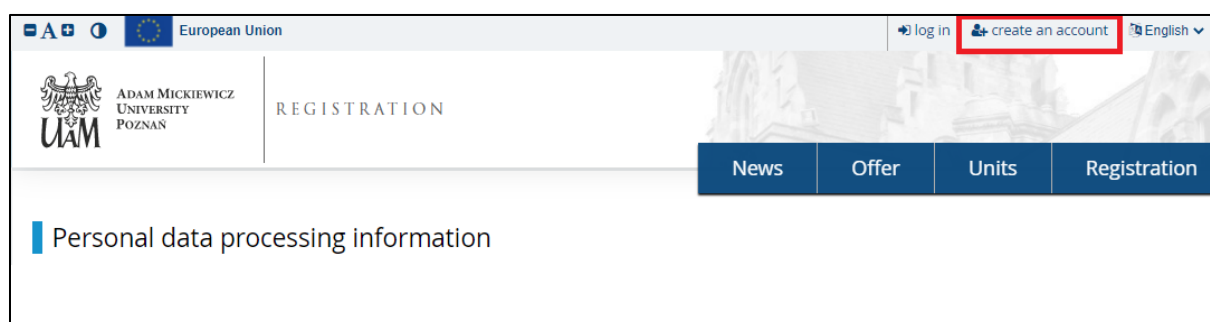 A European Union log in create an account English
ADAM MICKIEWICZ
UNIVERSITY
POZNAŃ
UAM
REGISTRATION
News Offer Units Registration
Personal data processing information